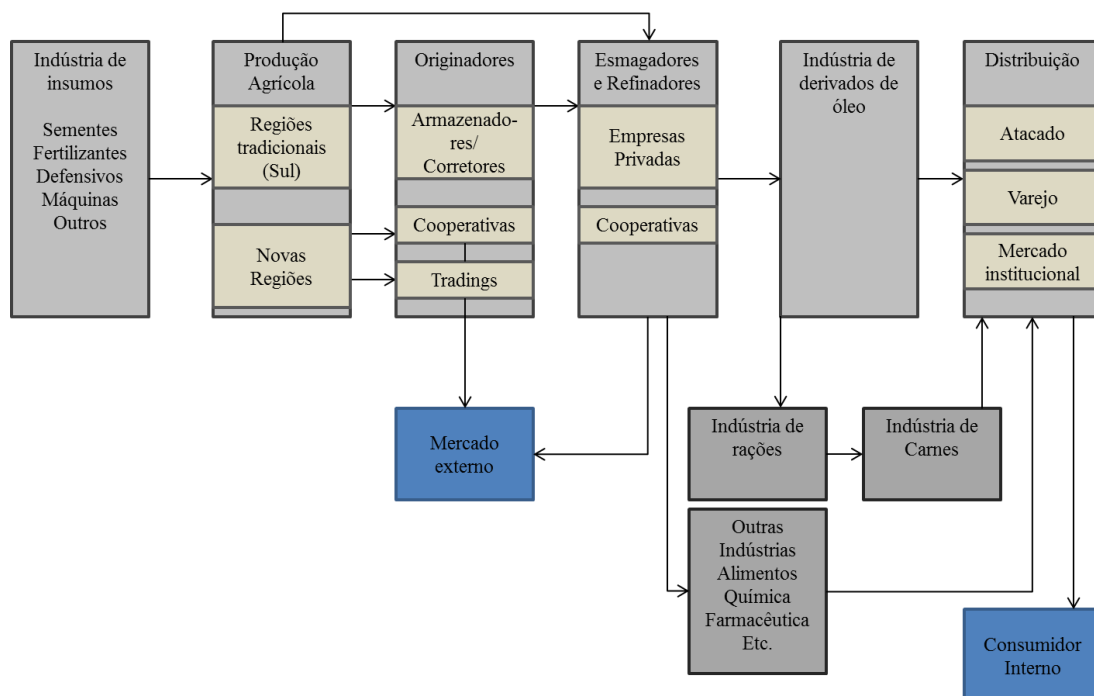 Indústria de
insumos
Sementes
Fertilizantes
Defensivos
Máquinas
Outros
Produção
Agrícola
Regiões
tradicionais
(Sul)
Novas
Regiões
Originadores
Armazenado-
res/
Corretores
Cooperativas
Tradings
Esmagadores
e Refinadores
Empresas
Privadas
Cooperativas
Indústria de
derivados de
óleo
Distribuição
Atacado
Varejo
Mercado
institucional
Mercado
externo
Indústria de
rações
Indústria de
Carnes
Outras
Indústrias
Alimentos
Química
Farmacêutica
Etc.
Consumidor
Interno